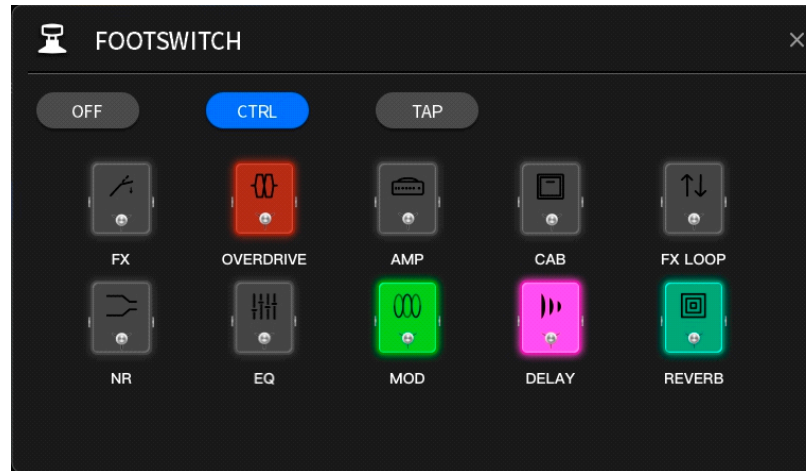 FOOTSWITCH
OFF CTRL TAP
FX OVERDRIVE AMP CAB FX LOOP
NR EQ MOD DELAY REVERB